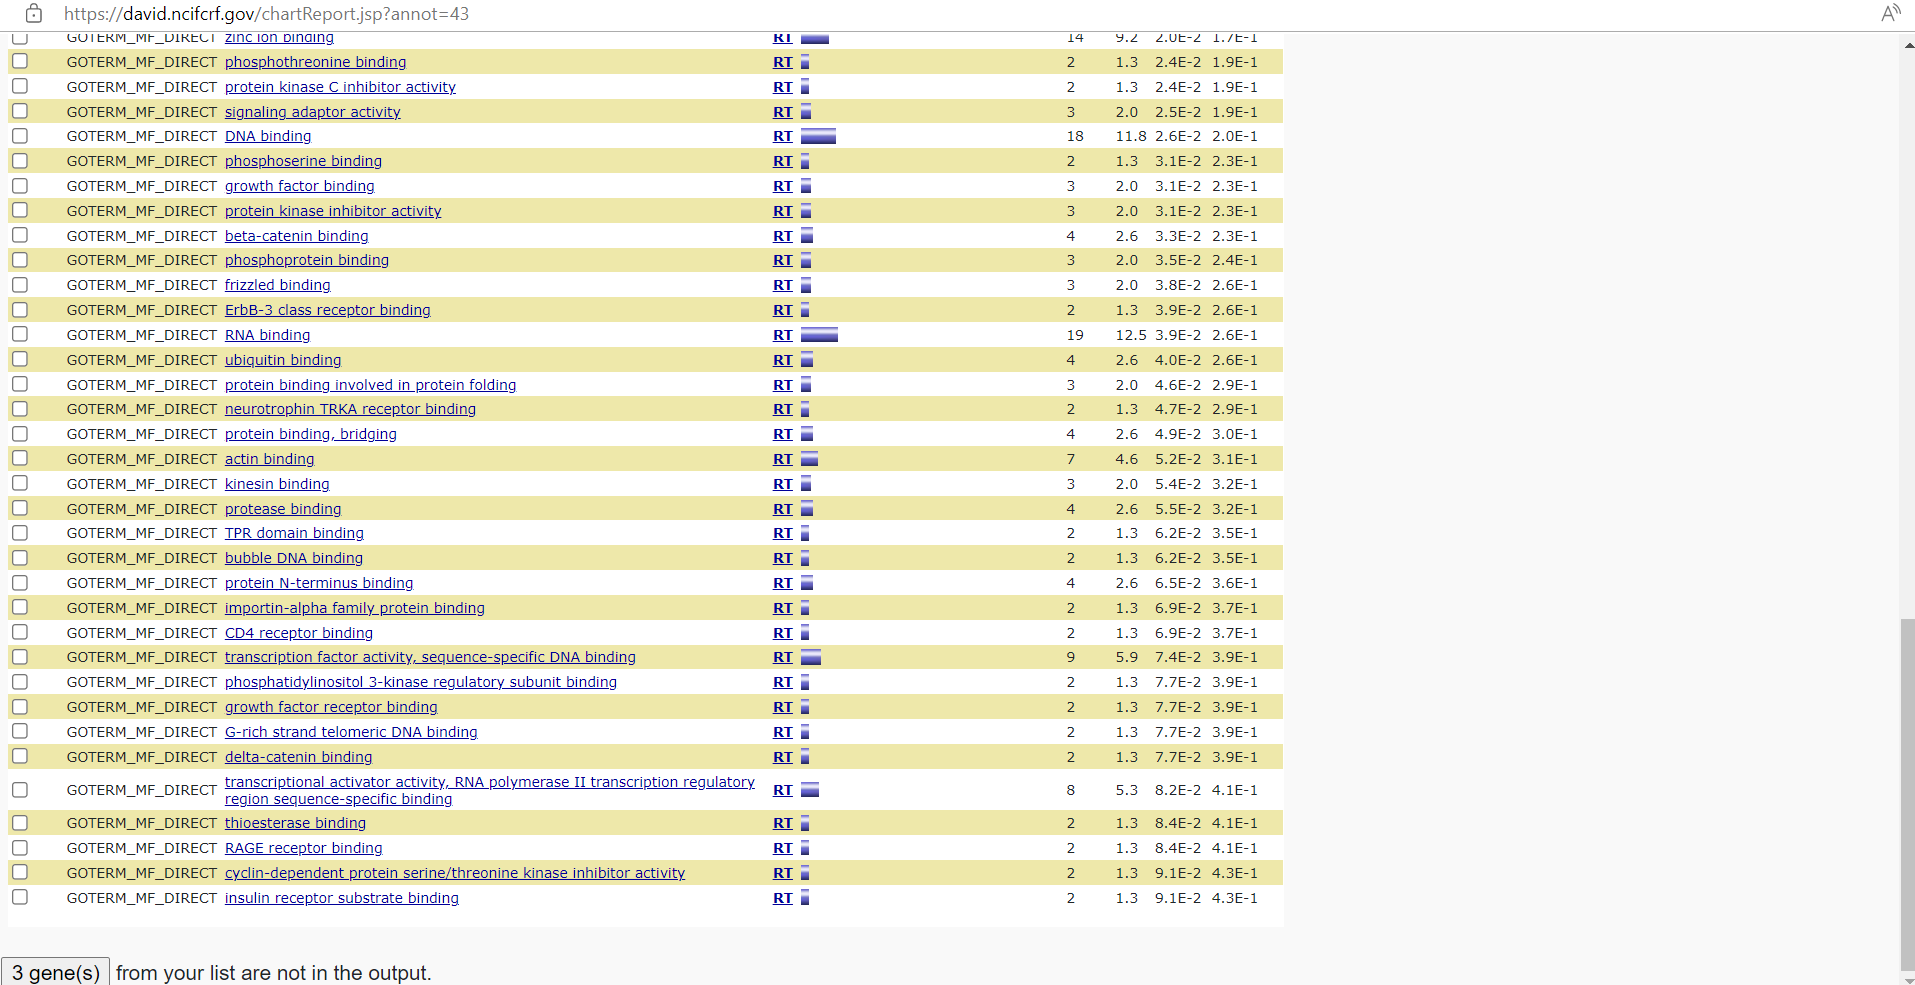 https://david.ncifcrf.gov/chartReport.jsp?annot=43
GOTERM_MF_DIRECT zinc ion binding RT 14 9.2 2.0E-2 1.7E-1
GOTERM_MF_DIRECT phosphothreonine binding RT 2 1.3 2.4E-2 1.9E-1
GOTERM_MF_DIRECT protein kinase C inhibitor activity RT 2 1.3 2.4E-2 1.9E-1
GOTERM_MF_DIRECT signaling adaptor activity RT 3 2.0 2.5E-2 1.9E-1
GOTERM_MF_DIRECT DNA binding RT 18 11.8 2.6E-2 2.0E-1
GOTERM_MF_DIRECT phosphoserine binding RT 2 1.3 3.1E-2 2.3E-1
GOTERM_MF_DIRECT growth factor binding RT 3 2.0 3.1E-2 2.3E-1
GOTERM_MF_DIRECT protein kinase inhibitor activity RT 3 2.0 3.1E-2 2.3E-1
GOTERM_MF_DIRECT beta-catenin binding RT 4 2.6 3.3E-2 2.3E-1
GOTERM_MF_DIRECT phosphoprotein binding RT 3 2.0 3.5E-2 2.4E-1
GOTERM_MF_DIRECT frizzled binding RT 3 2.0 3.8E-2 2.6E-1
GOTERM_MF_DIRECT ErbB-3 class receptor binding RT 2 1.3 3.9E-2 2.6E-1
GOTERM_MF_DIRECT RNA binding RT 19 12.5 3.9E-2 2.6E-1
GOTERM_MF_DIRECT ubiquitin binding RT 4 2.6 4.0E-2 2.6E-1
GOTERM_MF_DIRECT protein binding involved in protein folding RT 3 2.0 4.6E-2 2.9E-1
GOTERM_MF_DIRECT neurotrophin TRKA receptor binding RT 2 1.3 4.7E-2 2.9E-1
GOTERM_MF_DIRECT protein binding, bridging RT 4 2.6 4.9E-2 3.0E-1
GOTERM_MF_DIRECT actin binding RT 7 4.6 5.2E-2 3.1E-1
GOTERM_MF_DIRECT kinesin binding RT 3 2.0 5.4E-2 3.2E-1
GOTERM_MF_DIRECT protease binding RT 4 2.6 5.5E-2 3.2E-1
GOTERM_MF_DIRECT TPR domain binding RT 2 1.3 6.2E-2 3.5E-1
GOTERM_MF_DIRECT bubble DNA binding RT 2 1.3 6.2E-2 3.5E-1
GOTERM_MF_DIRECT protein N-terminus binding RT 4 2.6 6.5E-2 3.6E-1
GOTERM_MF_DIRECT importin-alpha family protein binding RT 2 1.3 6.9E-2 3.7E-1
GOTERM_MF_DIRECT CD4 receptor binding RT 2 1.3 6.9E-2 3.7E-1
GOTERM_MF_DIRECT transcription factor activity, sequence-specific DNA binding RT 9 5.9 7.4E-2 3.9E-1
GOTERM_MF_DIRECT phosphatidylinositol 3-kinase regulatory subunit binding RT 2 1.3 7.7E-2 3.9E-1
GOTERM_MF_DIRECT growth factor receptor binding RT 2 1.3 7.7E-2 3.9E-1
GOTERM_MF_DIRECT G-rich strand telomeric DNA binding RT 2 1.3 7.7E-2 3.9E-1
GOTERM_MF_DIRECT delta-catenin binding RT 2 1.3 7.7E-2 3.9E-1
GOTERM_MF_DIRECT transcriptional activator activity, RNA polymerase II transcription regulatory
region sequence-specific binding RT 8 5.3 8.2E-2 4.1E-1
GOTERM_MF_DIRECT thioesterase binding RT 2 1.3 8.4E-2 4.1E-1
GOTERM_MF_DIRECT RAGE receptor binding RT 2 1.3 8.4E-2 4.1E-1
GOTERM_MF_DIRECT cyclin-dependent protein serine/threonine kinase inhibitor activity RT 2 1.3 9.1E-2 4.3E-1
GOTERM_MF_DIRECT insulin receptor substrate binding RT 2 1.3 9.1E-2 4.3E-1
3 gene(s) from your list are not in the output.